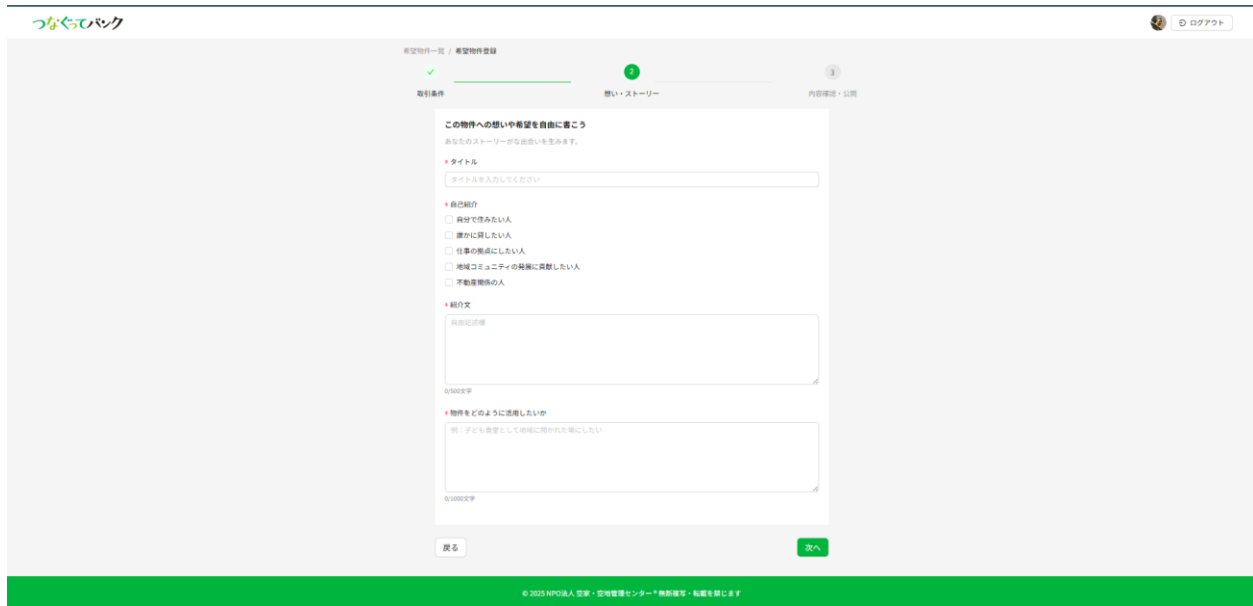 つなぐってバンク
ログアウト
希望物件一覧 / 希望物件登録
2
3
取引条件
想い・ストーリー
内容確認・公開
この物件への想いや希望を自由に書こう
あなたのストーリーがな出会いを生みます。
* タイトル
タイトルを入力してください
* 自己紹介
自分で住みたい人
誰かに貸したい人
仕事の拠点にしたい人
地域コミュニティの発展に貢献したい人
不動産関係の人
* 紹介文
自由記述欄
0/500文字
* 物件をどのように活用したいか
例：子ども食堂として地域に開かれた場にしたい
0/1000文字
戻る
次へ
© 2025 NPO法人 空家・空地管理センター * 無断複写・転載を禁じます